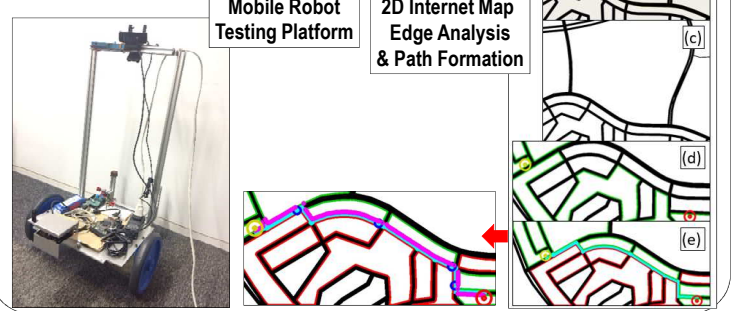 Mobile Robot
Testing Platform
2D Internet Map
Edge Analysis
& Path Formation
(c)
(d)
(e)